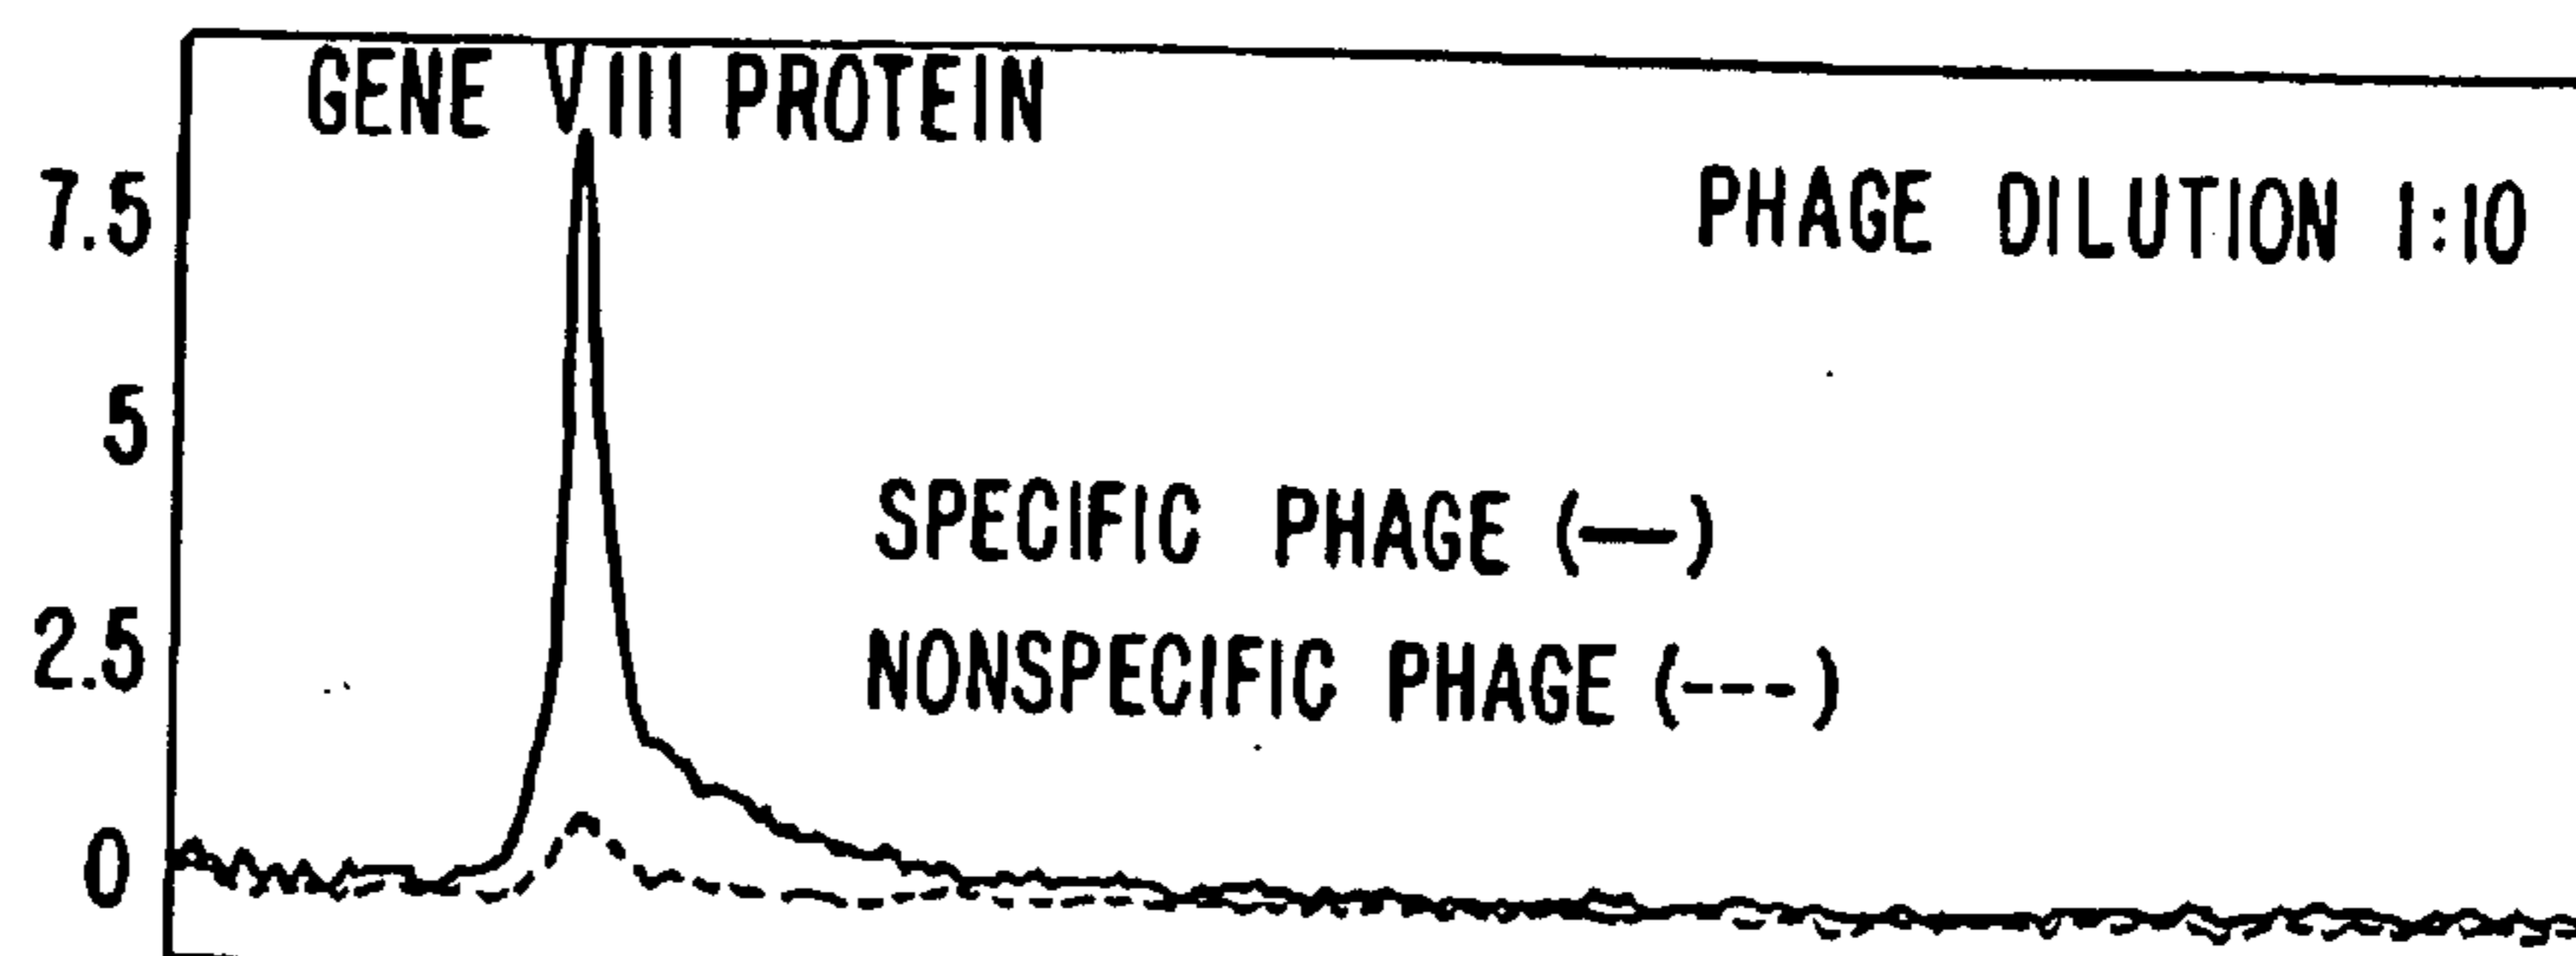 GENE VIII PROTEIN
7.5
PHAGE DILUTION 1:10
5
SPECIFIC PHAGE (—)
2.5
NONSPECIFIC PHAGE (---)
0